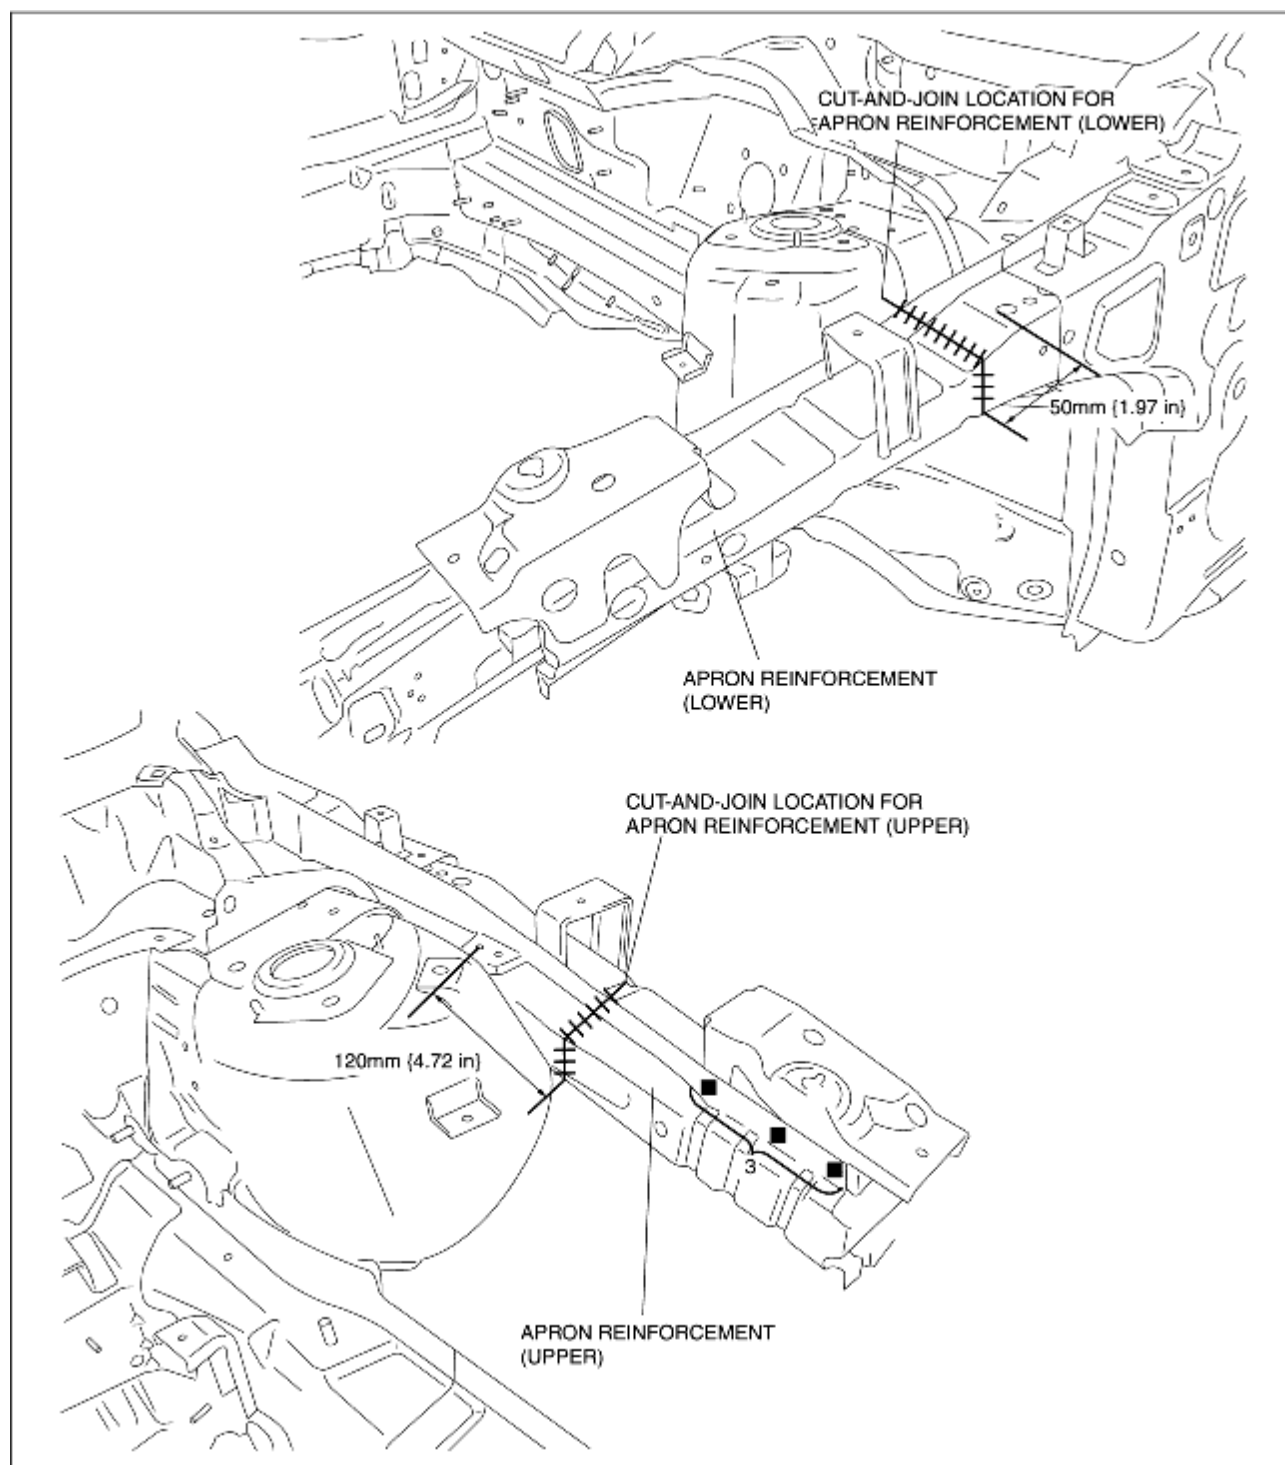 CUT-AND-JOIN LOCATION FOR
APRON REINFORCEMENT (LOWER)
50mm {1.97 in}
APRON REINFORCEMENT
(LOWER)
CUT-AND-JOIN LOCATION FOR
APRON REINFORCEMENT (UPPER)
120mm {4.72 in}
3
APRON REINFORCEMENT
(UPPER)